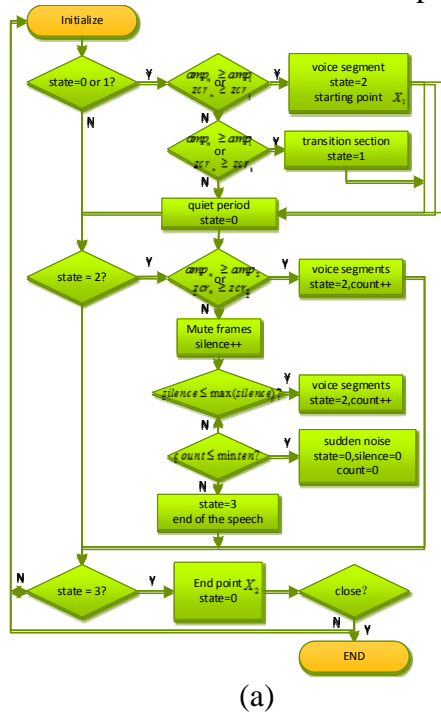 Initialize
state=0 or 1?
Y
N
amp_n ≥ amp_1
or
zcr_n ≥ zcr_1
Y
N
voice segment
state=2
starting point X_1
amp_n ≥ amp_1
or
zcr_n ≥ zcr_1
Y
N
transition section
state=1
quiet period
state=0
state = 2?
Y
N
amp_n ≥ amp_2
or
zcr_n ≥ zcr_2
Y
N
voice segments
state=2,count++
Mute frames
silence++
silence ≤ max(silence)?
Y
N
voice segments
state=2,count++
count ≤ minten?
Y
N
sudden noise
state=0,silence=0
count=0
state=3
end of the speech
N
state = 3?
Y
End point X_2
state=0
close?
N
Y
END
(a)